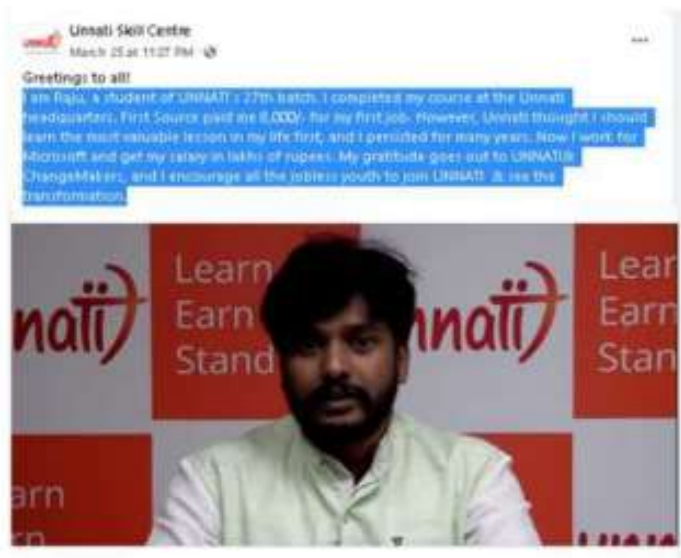 Unnati Skill Centre
March 25 at 11:27 PM
Greetings to all!
I am Raju, a student of UNNATI's 27th batch. I completed my course at the Unnati
headquarters. First Source paid me 8,000/- for my first job. However, Unnati thought I should
learn the most valuable lesson in my life first, and I persisted for many years. Now I work for
Microsoft and get my salary in lakhs of rupees. My gratitude goes out to UNNATI&
ChangeMakers, and I encourage all the jobless youth to join UNNATI & see the
transformation.
Learn
Earn
Stand
nnati
nnati
Lear
Earn
Stan
arn